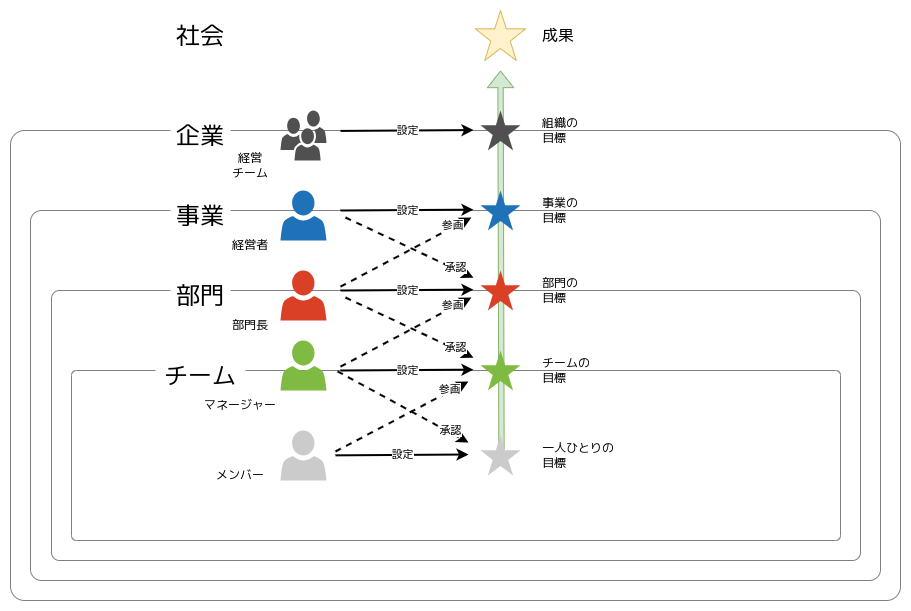 社会
成果
企業
設定
組織の
目標
経営
チーム
事業
設定
事業の
目標
参画
経営者
承認
部門
設定
部門の
目標
参画
部門長
承認
チーム
設定
チームの
目標
参画
マネージャー
承認
設定
一人ひとりの
目標
メンバー